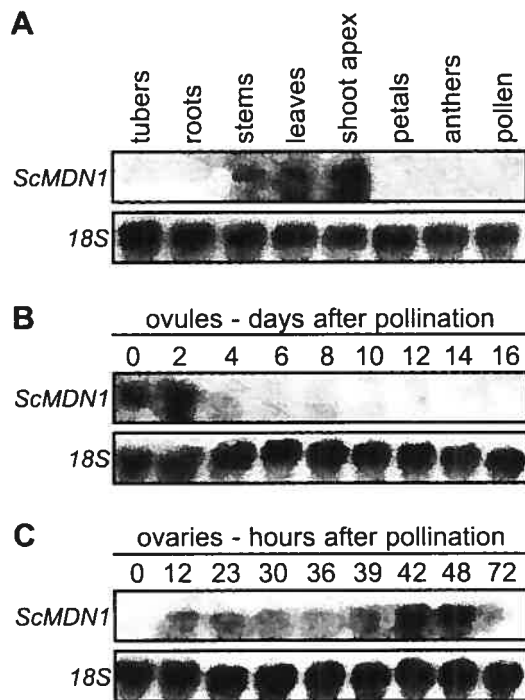 A
tubers roots stems leaves shoot apex petals anthers pollen
ScMDN1
18S
B
ovules - days after pollination
0 2 4 6 8 10 12 14 16
ScMDN1
18S
C
ovaries - hours after pollination
0 12 23 30 36 39 42 48 72
ScMDN1
18S